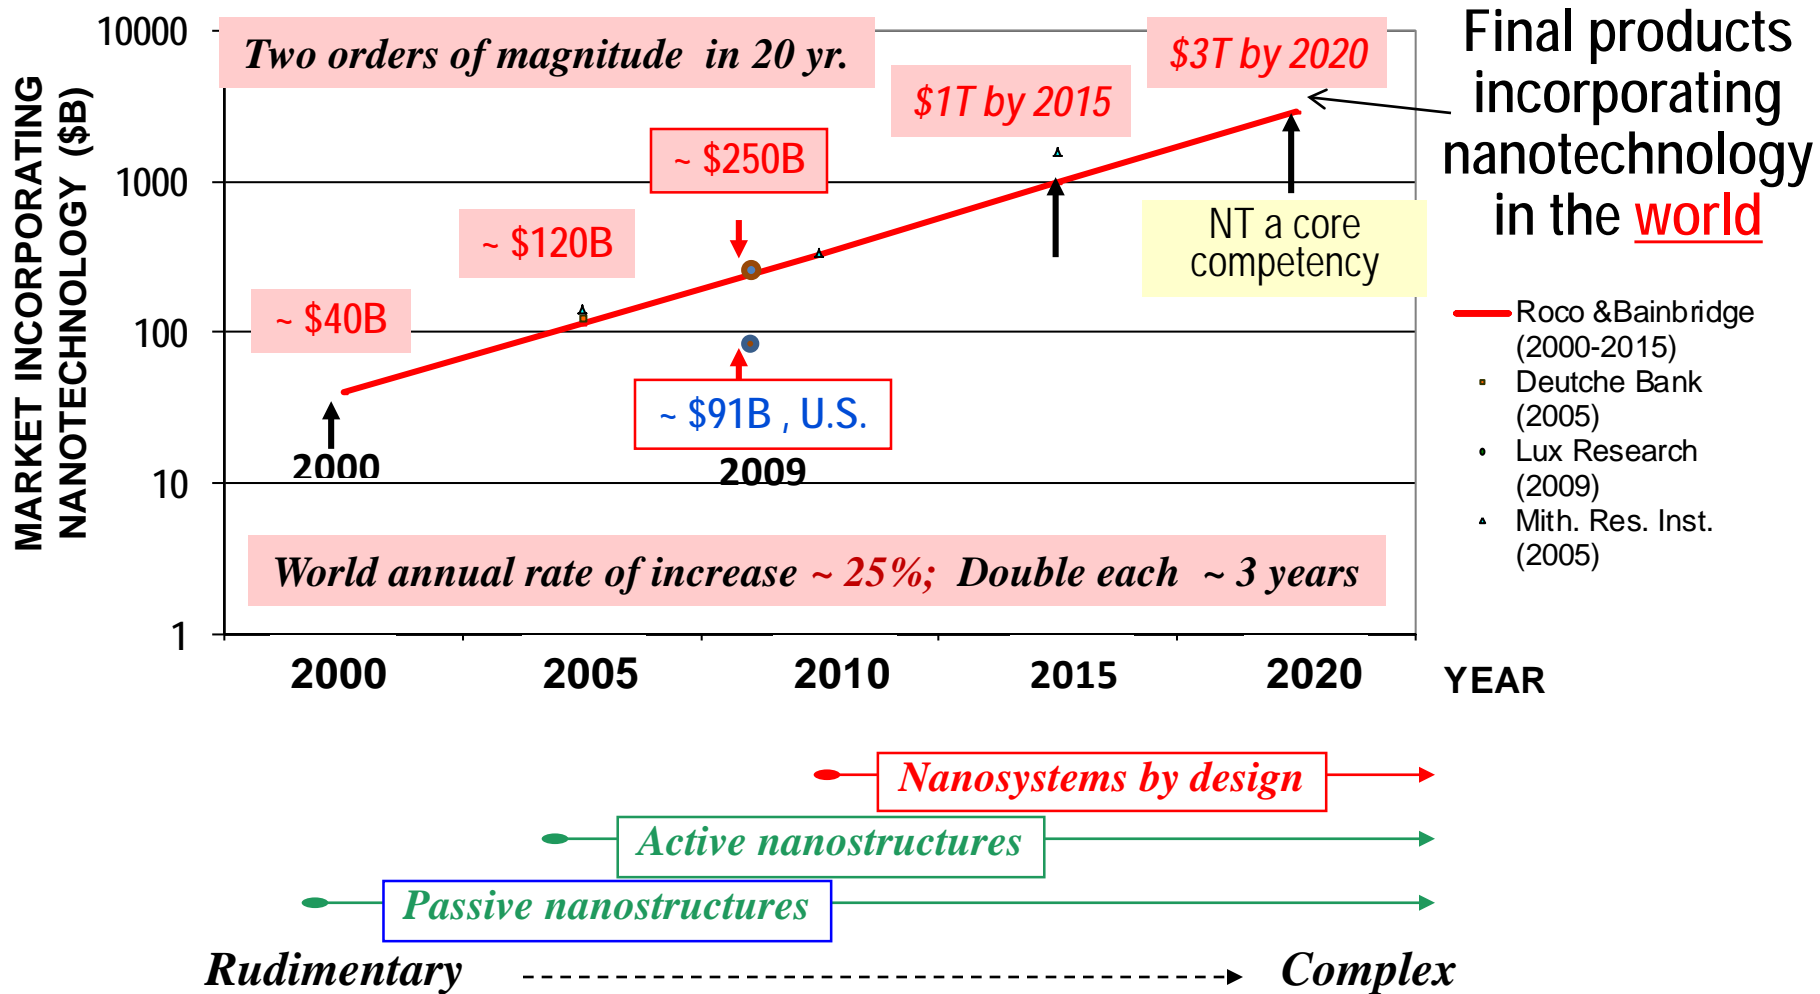 MARKET INCORPORATING
NANOTECHNOLOGY ($B)
10000
1000
100
10
1
Two orders of magnitude in 20 yr.
$3T by 2020
$1T by 2015
~ $250B
~ $120B
~ $40B
~ $91B , U.S.
2000
2009
NT a core
competency
World annual rate of increase ~ 25%; Double each ~ 3 years
Final products
incorporating
nanotechnology
in the world
Roco &Bainbridge
(2000-2015)
Deutche Bank
(2005)
Lux Research
(2009)
Mith. Res. Inst.
(2005)
2000 2005 2010 2015 2020 YEAR
Nanosystems by design
Active nanostructures
Passive nanostructures
Rudimentary Complex